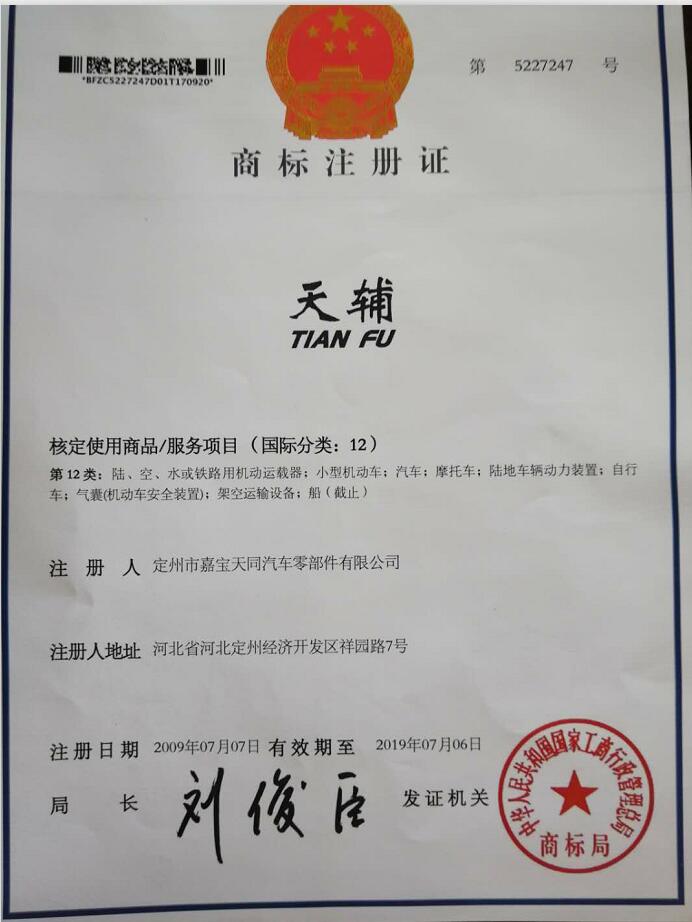 *BFZC5227247D01T170920*
第 5227247 号
商标注册证
天辅
TIAN FU
核定使用商品/服务项目（国际分类：12）
第12类：陆、空、水或铁路用机动运载器；小型机动车；汽车；摩托车；陆地车辆动力装置；自行
车；气囊(机动车安全装置)；架空运输设备；船（截止）
注册人 定州市嘉宝天同汽车零部件有限公司
注册人地址 河北省河北定州经济开发区祥园路7号
注册日期 2009年07月07日 有效期至 2019年07月06日
局长 刘俊臣 发证机关
中华人民共和国国家工商行政管理总局
商标局